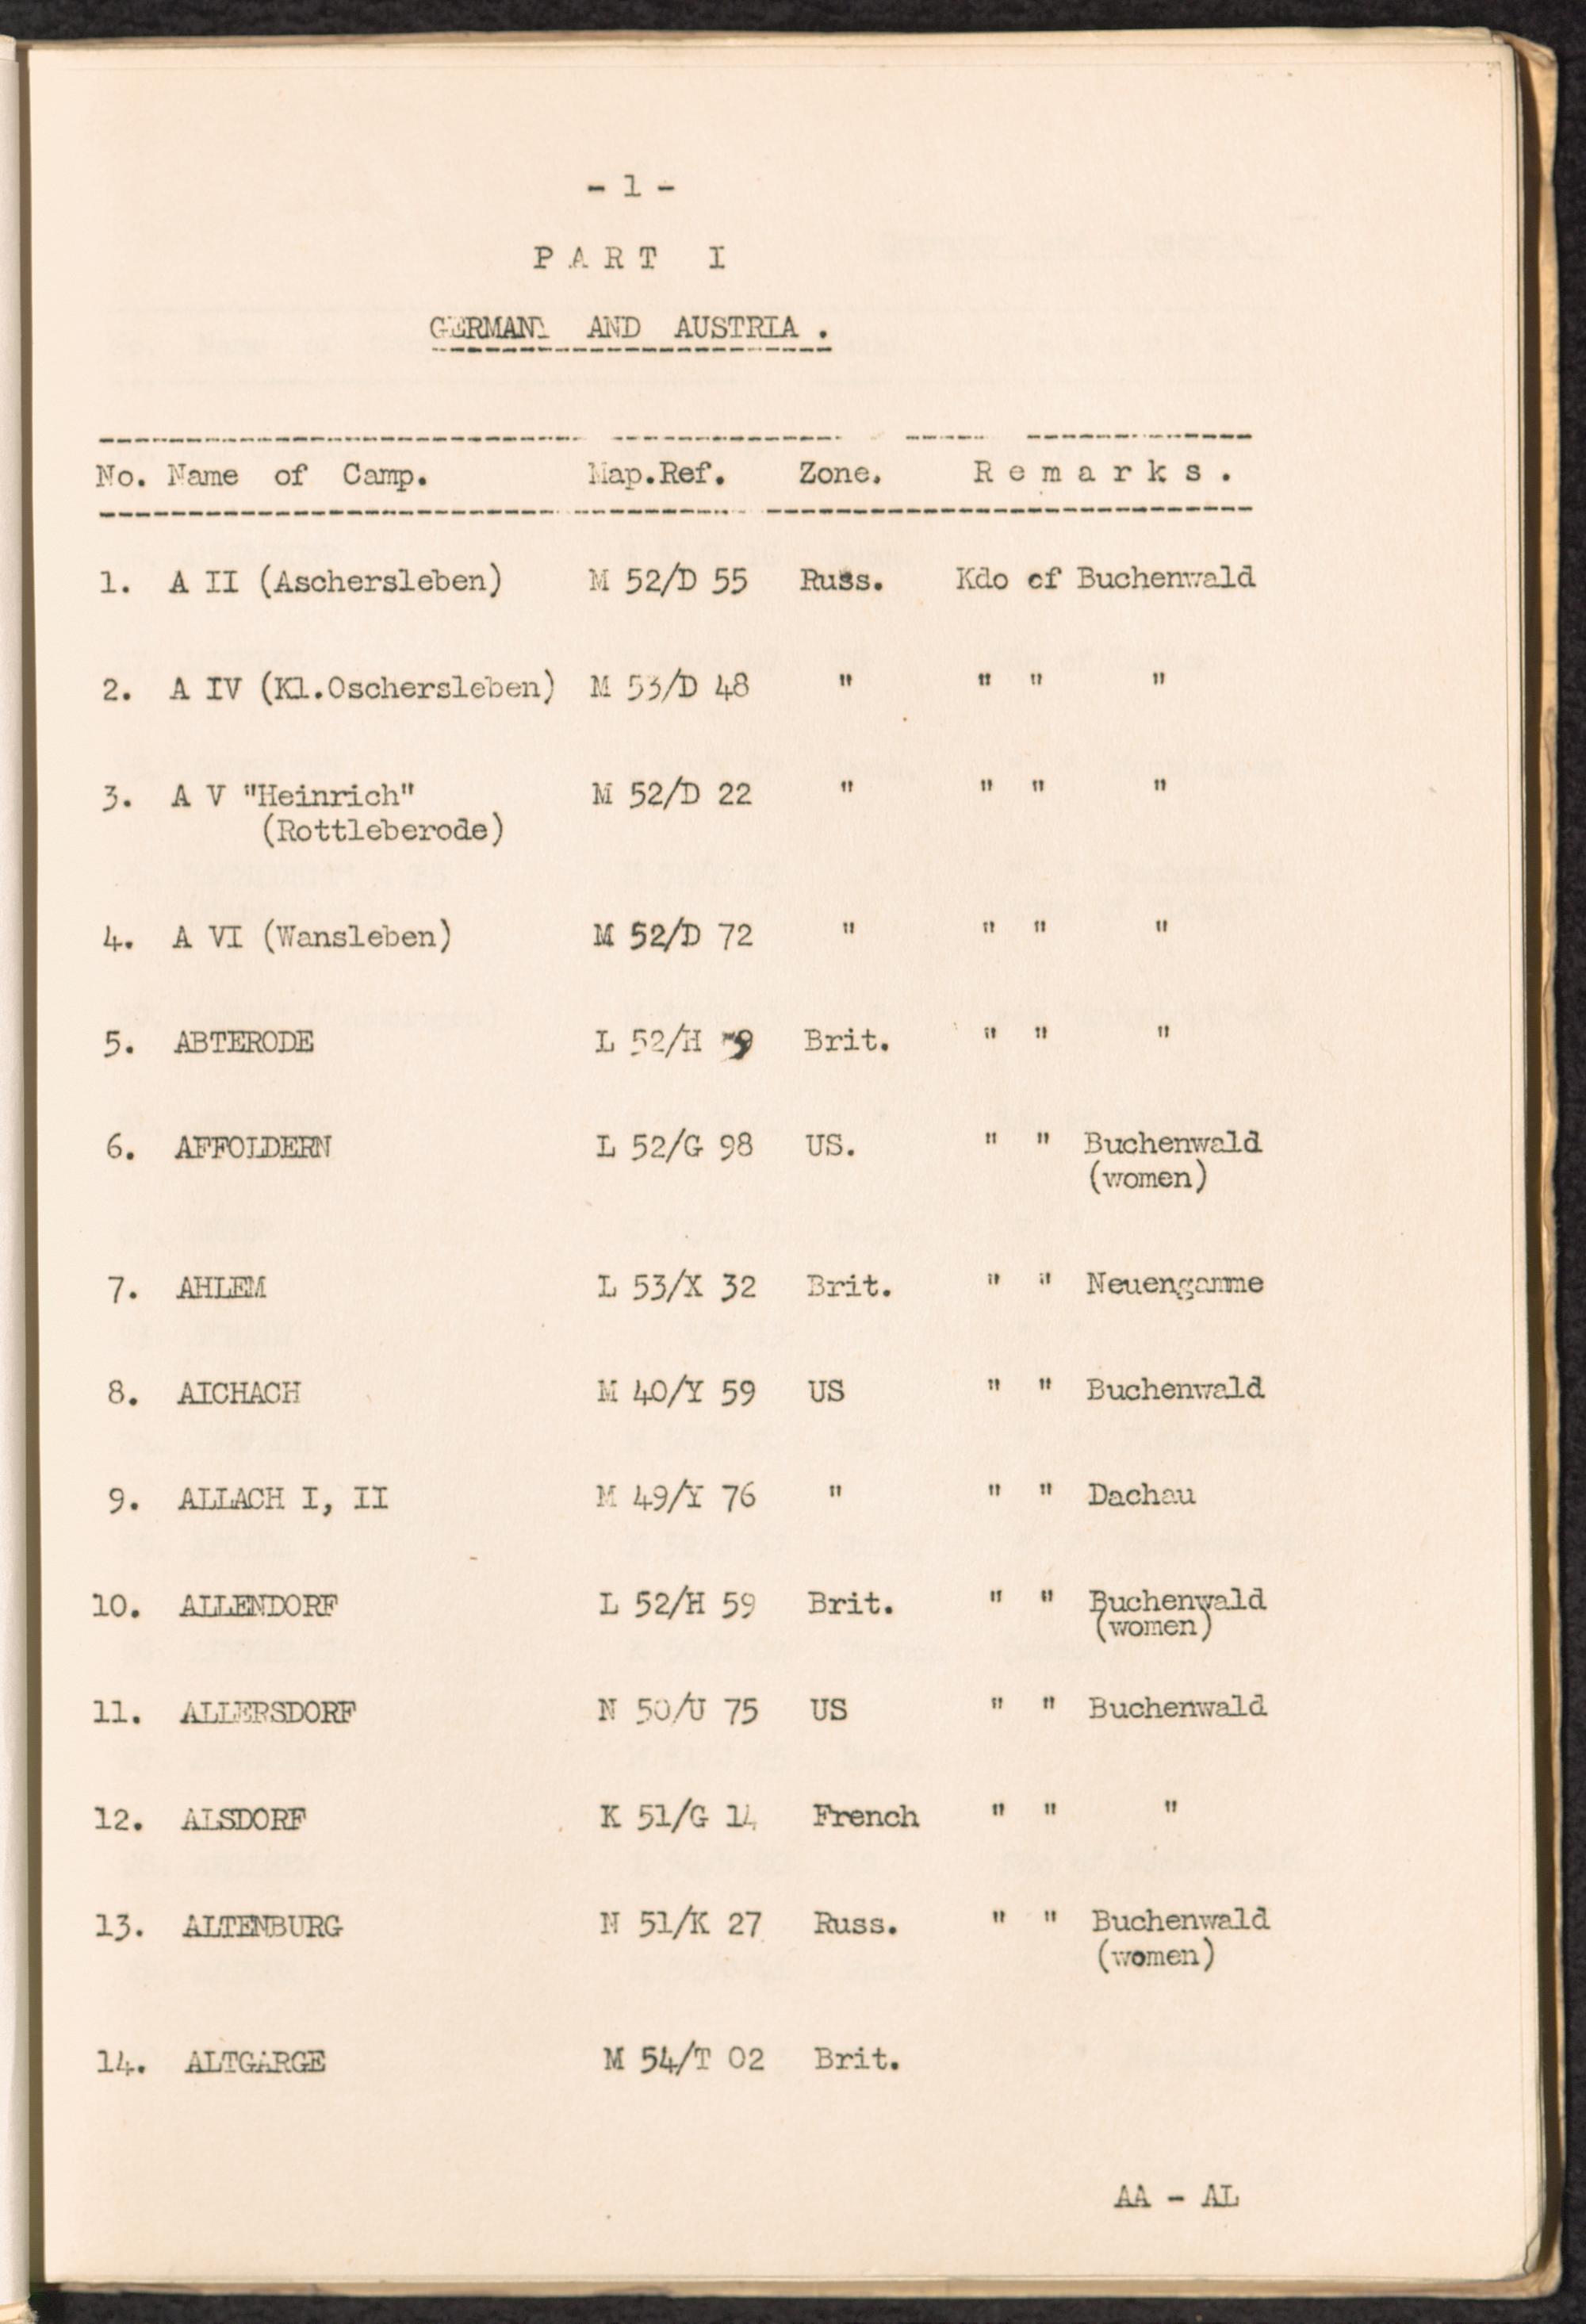 - 1 -
PART I
GERMANY AND AUSTRIA .
No. Name of Camp. Map.Ref. Zone. Remarks.
1. A II (Aschersleben) M 52/D 55 Russ. Kdo of Buchenwald
2. A IV (Kl.Oschersleben) M 53/D 48 " " " "
3. A V "Heinrich" M 52/D 22 " " " "
(Rottleberode)
4. A VI (Wansleben) M 52/D 72 " " " "
5. ABTERODE L 52/H Brit. " " "
6. AFFOLDERN L 52/G 98 US. " " Buchenwald
(women)
7. AHLEM L 53/X 32 Brit. " " Neuengamme
8. AICHACH M 40/Y 59 US " " Buchenwald
9. ALLACH I, II M 49/Y 76 " " " Dachau
10. ALLENDORF L 52/H 59 Brit. " " Buchenwald
(women)
11. ALLERSDORF N 50/U 75 US " " Buchenwald
12. ALSDORF K 51/G 14 French " " "
13. ALTENBURG N 51/K 27 Russ. " " Buchenwald
(women)
14. ALTGARGE M 54/T 02 Brit.
AA - AL